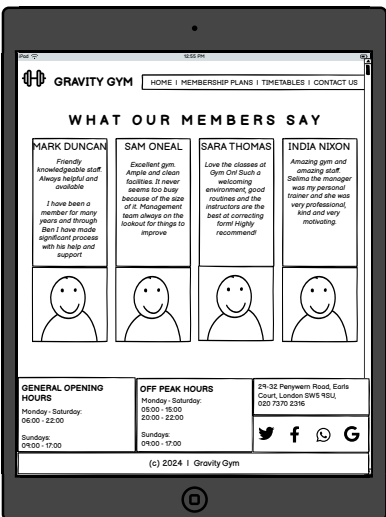 iPad
12:55 PM
GRAVITY GYM
HOME I MEMBERSHIP PLANS I TIMETABLES I CONTACT US
WHAT OUR MEMBERS SAY
MARK DUNCAN
Friendly
knowledgeable staff.
Always helpful and
available
I have been a
member for many
years and through
Ben I have made
significant process
with his help and
support
SAM ONEAL
Excellent gym.
Ample and clean
facilities. It never
seems too busy
because of the size
of it. Management
team always on the
lookout for things to
improve
SARA THOMAS
Love the classes at
Gym On! Such a
welcoming
environment, good
routines and the
instructors are the
best at correcting
form! Highly
recommend!
INDIA NIXON
Amazing gym and
amazing staff.
Selima the manager
was my personal
trainer and she was
very professional,
kind and very
motivating.
GENERAL OPENING
HOURS
Monday - Saturday:
06:00 - 22:00
Sundays:
09:00 - 17:00
OFF PEAK HOURS
Monday - Saturday:
05:00 - 15:00
20:00 - 22:00
Sunday:
09:00 - 17:00
29-32 Penywern Road, Earls
Court, London SW5 9SU,
020 7370 2316
(c) 2024 I Gravity Gym